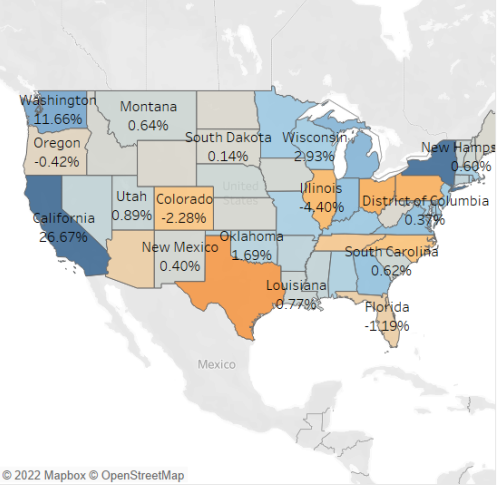 Washington
11.66%
Montana
0.64%
Oregon
-0.42%
South Dakota
0.14%
Wisconsin
2.93%
New Hamps
0.60%
United
States
Utah
0.89%
Colorado
-2.28%
Illinois
-4.40%
District of Columbia
0.37%
California
26.67%
New Mexico
0.40%
Oklahoma
1.69%
South Carolina
0.62%
Louisiana
0.77%
Florida
-1.19%
Mexico
© 2022 Mapbox © OpenStreetMap